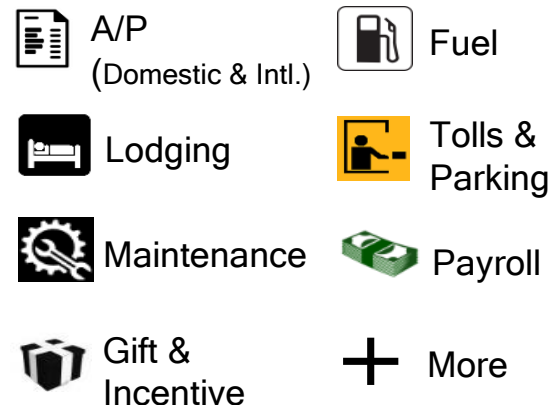 A/P
(Domestic & Intl.)
Fuel
Lodging
Tolls &
Parking
Maintenance
Payroll
Gift &
Incentive
More